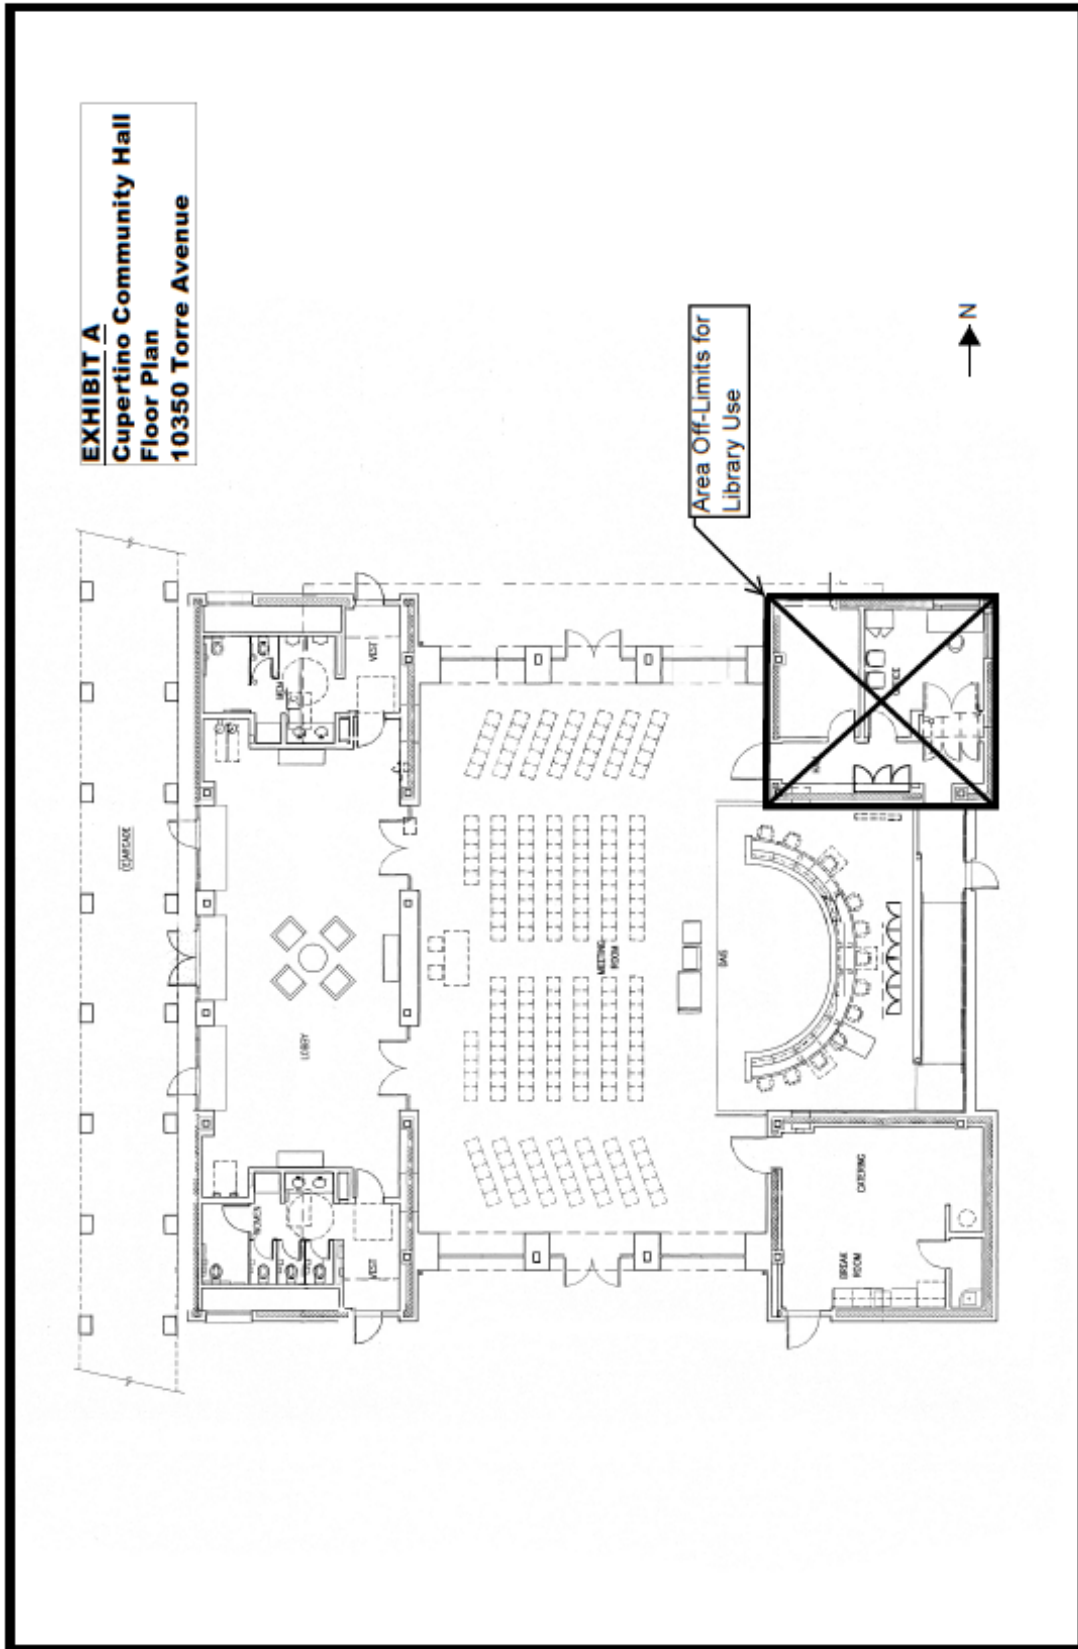 EXHIBIT A
Cupertino Community Hall
Floor Plan
10350 Torre Avenue
Area Off-Limits for
Library Use
N
(E)ARCADE
LOBBY
MEN
VEST
WOMEN
VEST
MEETING
ROOM
DAIS
CATERING
BREAK
ROOM